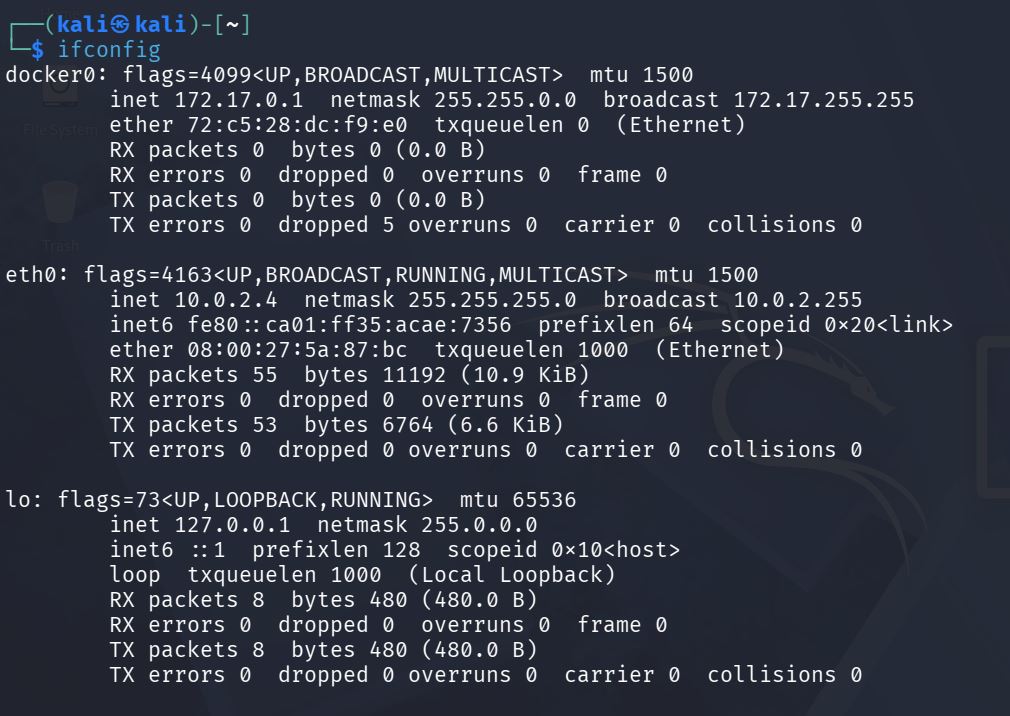 ┌──(kali㉿kali)-[~]
└─$ ifconfig
docker0: flags=4099<UP,BROADCAST,MULTICAST>  mtu 1500
        inet 172.17.0.1  netmask 255.255.0.0  broadcast 172.17.255.255
        ether 72:c5:28:dc:f9:e0  txqueuelen 0  (Ethernet)
        RX packets 0  bytes 0 (0.0 B)
        RX errors 0  dropped 0  overruns 0  frame 0
        TX packets 0  bytes 0 (0.0 B)
        TX errors 0  dropped 5 overruns 0  carrier 0  collisions 0

eth0: flags=4163<UP,BROADCAST,RUNNING,MULTICAST>  mtu 1500
        inet 10.0.2.4  netmask 255.255.255.0  broadcast 10.0.2.255
        inet6 fe80::ca01:ff35:acae:7356  prefixlen 64  scopeid 0x20<link>
        ether 08:00:27:5a:87:bc  txqueuelen 1000  (Ethernet)
        RX packets 55  bytes 11192 (10.9 KiB)
        RX errors 0  dropped 0  overruns 0  frame 0
        TX packets 53  bytes 6764 (6.6 KiB)
        TX errors 0  dropped 0 overruns 0  carrier 0  collisions 0

lo: flags=73<UP,LOOPBACK,RUNNING>  mtu 65536
        inet 127.0.0.1  netmask 255.0.0.0
        inet6 ::1  prefixlen 128  scopeid 0x10<host>
        loop  txqueuelen 1000  (Local Loopback)
        RX packets 8  bytes 480 (480.0 B)
        RX errors 0  dropped 0  overruns 0  frame 0
        TX packets 8  bytes 480 (480.0 B)
        TX errors 0  dropped 0 overruns 0  carrier 0  collisions 0
File System
Trash